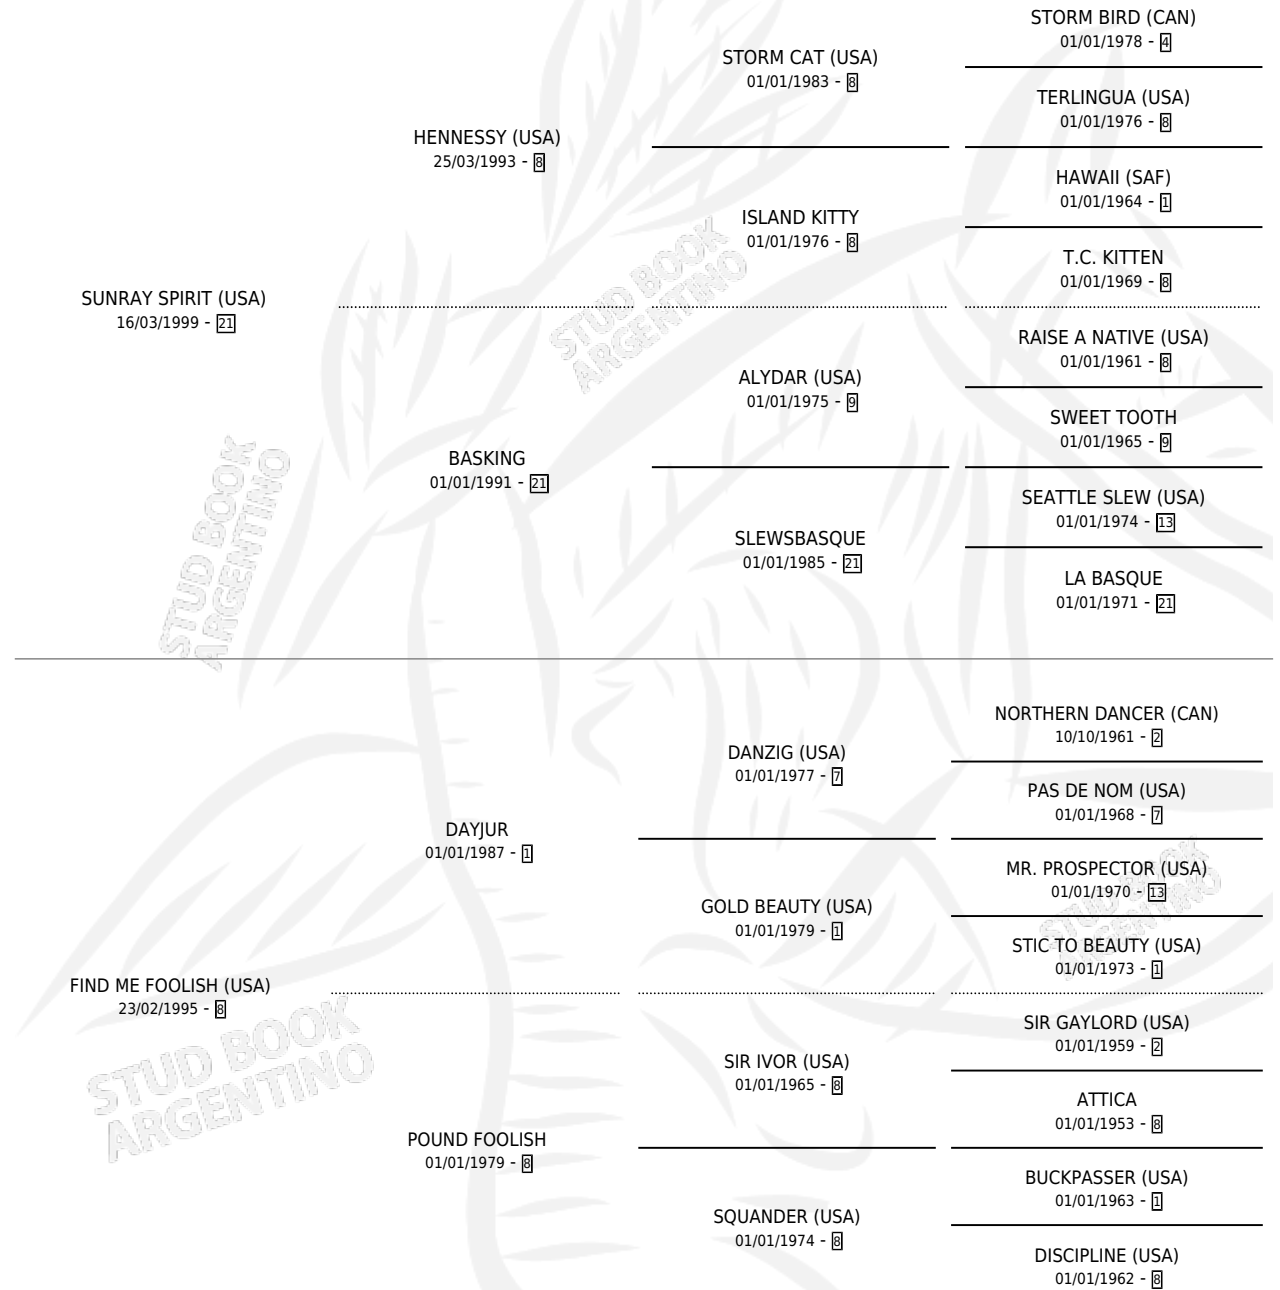 STORM BIRD (CAN)
01/01/1978 - 4
STORM CAT (USA)
01/01/1983 - 8
TERLINGUA (USA)
01/01/1976 - 8
HENNESSY (USA)
25/03/1993 - 8
HAWAII (SAF)
01/01/1964 - 1
ISLAND KITTY
01/01/1976 - 8
T.C. KITTEN
01/01/1969 - 8
SUNRAY SPIRIT (USA)
16/03/1999 - 21
STUD BOOK
ARGENTINO
RAISE A NATIVE (USA)
01/01/1961 - 8
ALYDAR (USA)
01/01/1975 - 9
SWEET TOOTH
01/01/1965 - 9
BASKING
01/01/1991 - 21
SEATTLE SLEW (USA)
01/01/1974 - 13
SLEWSBASQUE
01/01/1985 - 21
LA BASQUE
01/01/1971 - 21
STUD BOOK
ARGENTINO
NORTHERN DANCER (CAN)
10/10/1961 - 2
DANZIG (USA)
01/01/1977 - 7
PAS DE NOM (USA)
01/01/1968 - 7
DAYJUR
01/01/1987 - 1
MR. PROSPECTOR (USA)
01/01/1970 - 13
GOLD BEAUTY (USA)
01/01/1979 - 1
STIC TO BEAUTY (USA)
01/01/1973 - 1
STUD BOOK
ARGENTINO
FIND ME FOOLISH (USA)
23/02/1995 - 8
STUD BOOK
ARGENTINO
SIR GAYLORD (USA)
01/01/1959 - 2
SIR IVOR (USA)
01/01/1965 - 8
ATTICA
01/01/1953 - 8
POUND FOOLISH
01/01/1979 - 8
BUCKPASSER (USA)
01/01/1963 - 1
SQUANDER (USA)
01/01/1974 - 8
DISCIPLINE (USA)
01/01/1962 - 8